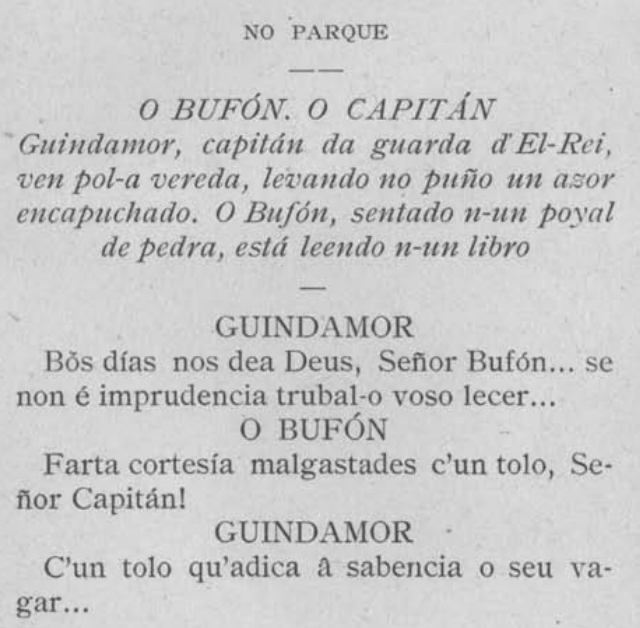 NO PARQUE
O BUFÓN. O CAPITÁN
Guindamor, capitán da guarda d'El-Rei,
ven pol-a vereda, levando no puño un azor
encapuchado. O Bufón, sentado n-un poyal
de pedra, está leendo n-un libro
GUINDAMOR
Bŏs días nos dea Deus, Señor Bufón... se
non é imprudencia trubal-o voso lecer...
O BUFÓN
Farta cortesía malgastades c'un tolo, Se-
ñor Capitán!
GUINDAMOR
C'un tolo qu'adica â sabencia o seu va-
gar...